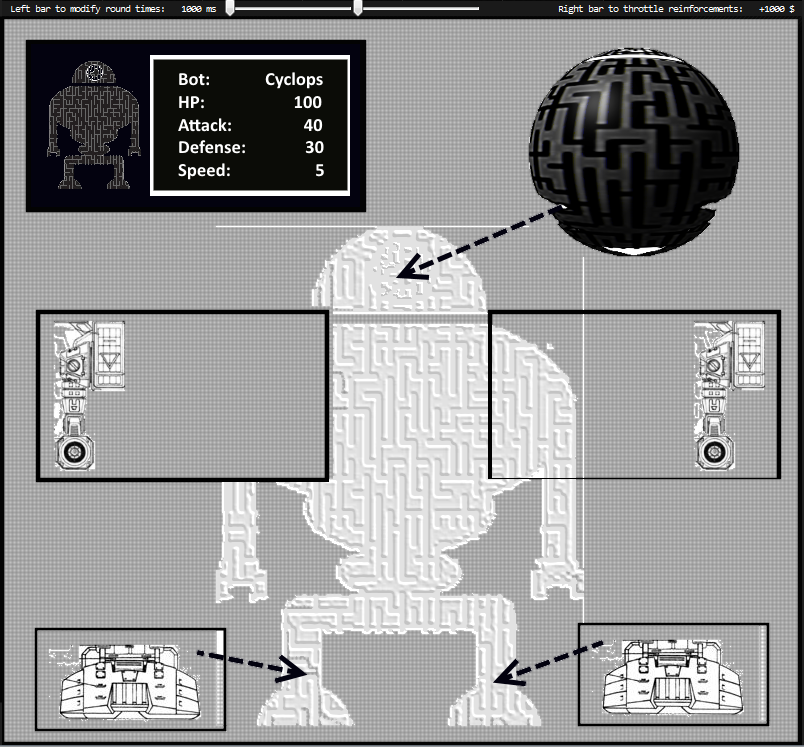 Left bar to modify round times: 1000 ms
Right bar to throttle reinforcements: +1000 $
Bot: Cyclops
HP: 100
Attack: 40
Defense: 30
Speed: 5